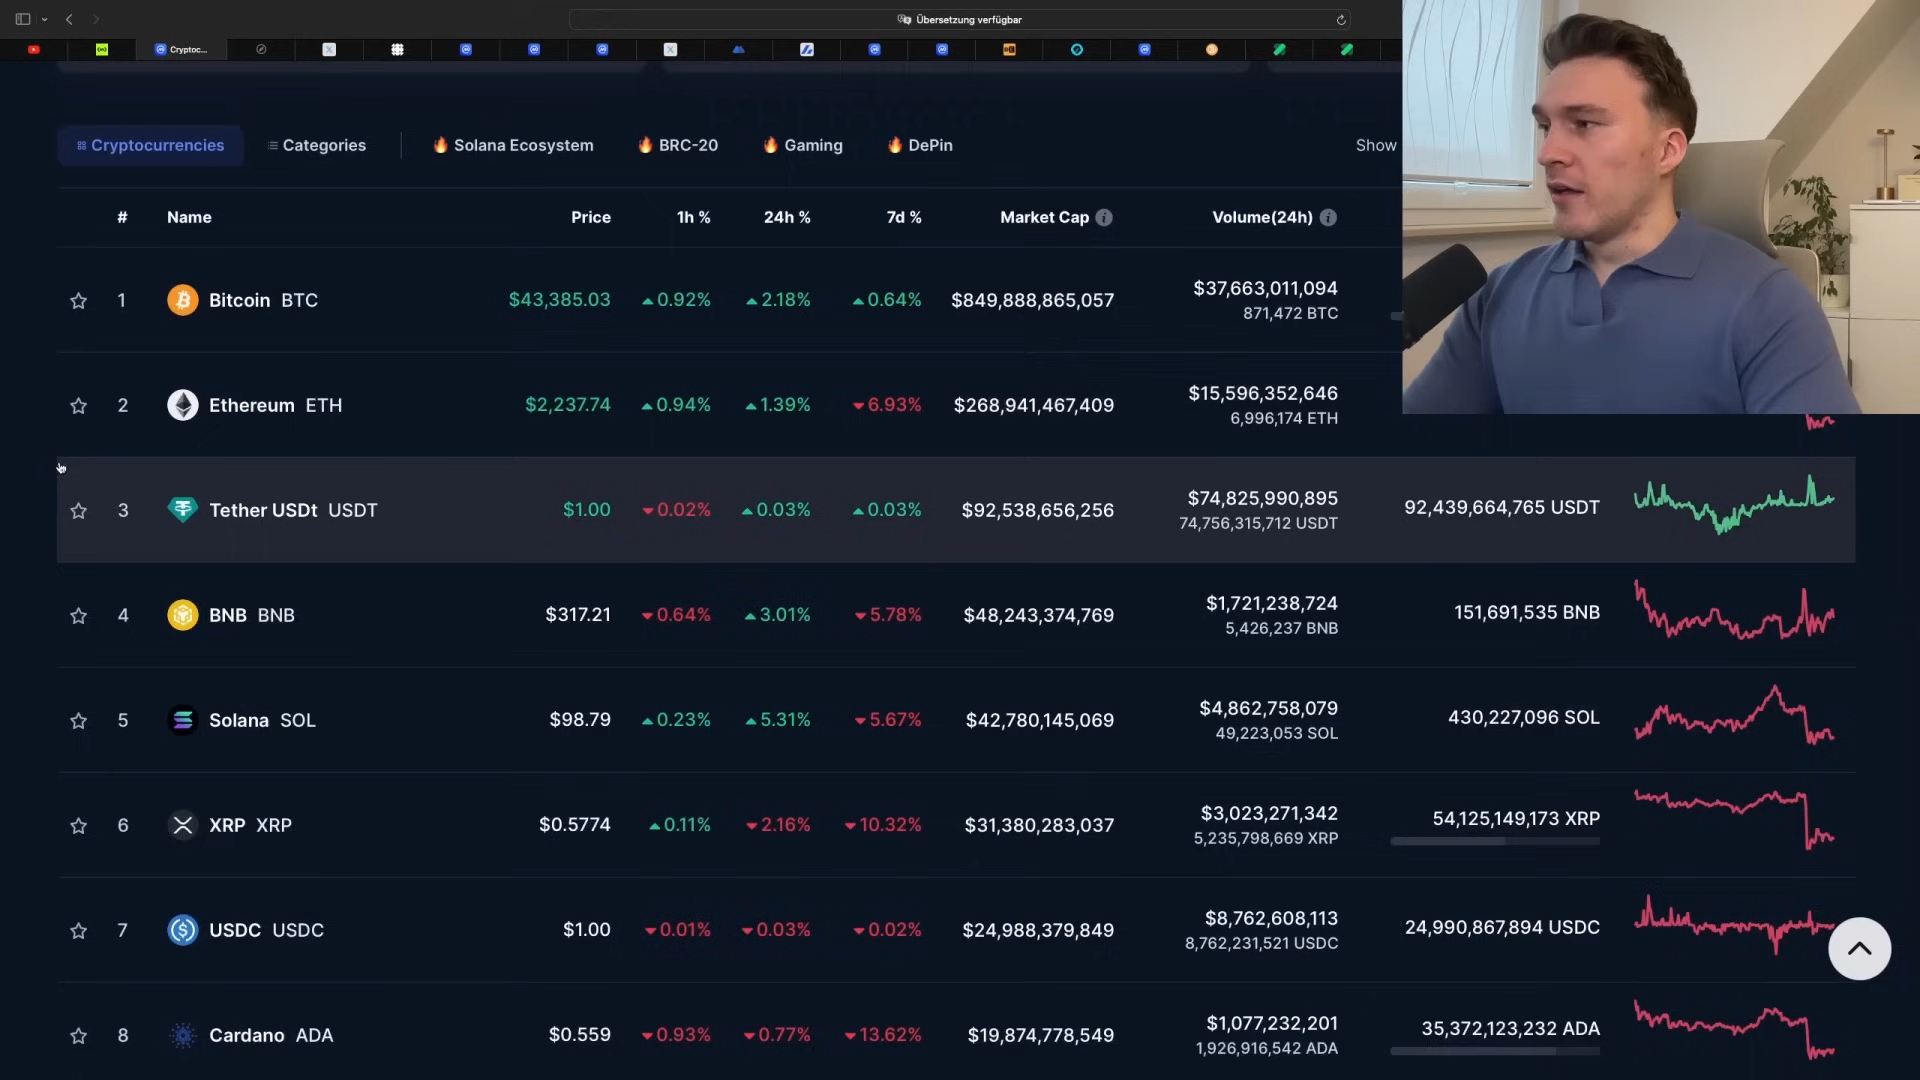 Übersetzung verfügbar
Cryptoc...
Cryptocurrencies
Categories
🔥 Solana Ecosystem
🔥 BRC-20
🔥 Gaming
🔥 DePin
Show
# Name Price 1h % 24h % 7d % Market Cap Volume(24h)
1 Bitcoin BTC $43,385.03 0.92% 2.18% 0.64% $849,888,865,057 $37,663,011,094
871,472 BTC
2 Ethereum ETH $2,237.74 0.94% 1.39% 6.93% $268,941,467,409 $15,596,352,646
6,996,174 ETH
3 Tether USDt USDT $1.00 0.02% 0.03% 0.03% $92,538,656,256 $74,825,990,895 92,439,664,765 USDT
74,756,315,712 USDT
4 BNB BNB $317.21 0.64% 3.01% 5.78% $48,243,374,769 $1,721,238,724 151,691,535 BNB
5,426,237 BNB
5 Solana SOL $98.79 0.23% 5.31% 5.67% $42,780,145,069 $4,862,758,079 430,227,096 SOL
49,223,053 SOL
6 XRP XRP $0.5774 0.11% 2.16% 10.32% $31,380,283,037 $3,023,271,342 54,125,149,173 XRP
5,235,798,669 XRP
7 USDC USDC $1.00 0.01% 0.03% 0.02% $24,988,379,849 $8,762,608,113 24,990,867,894 USDC
8,762,231,521 USDC
8 Cardano ADA $0.559 0.93% 0.77% 13.62% $19,874,778,549 $1,077,232,201 35,372,123,232 ADA
1,926,916,542 ADA